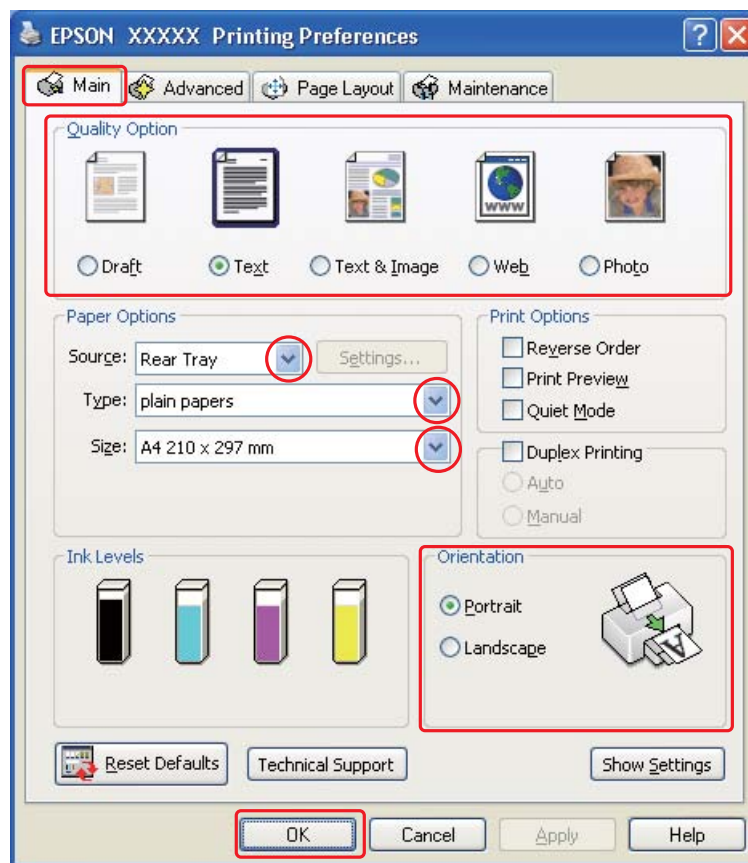 EPSON XXXXX Printing Preferences
Main Advanced Page Layout Maintenance
Quality Option
WWW
Draft Text Text & Image Web Photo
Paper Options
Source: Rear Tray Settings...
Type: plain papers
Size: A4 210 x 297 mm
Print Options
Reverse Order
Print Preview
Quiet Mode
Duplex Printing
Auto
Manual
Ink Levels
Orientation
Portrait
Landscape
A
Reset Defaults Technical Support Show Settings
OK Cancel Apply Help